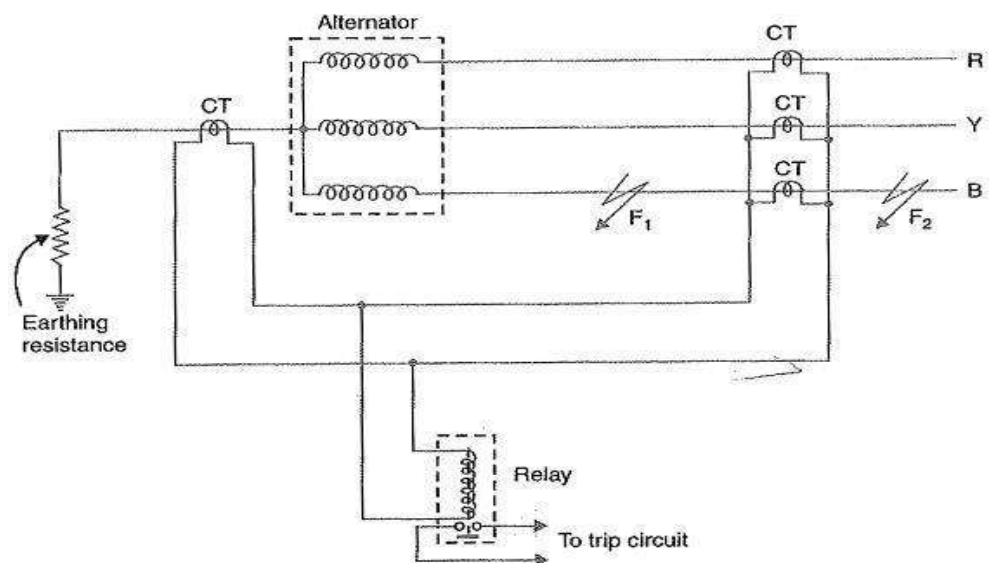 Alternator
CT
R
CT
CT
Y
CT
B
F1
F2
Earthing
resistance
Relay
To trip circuit